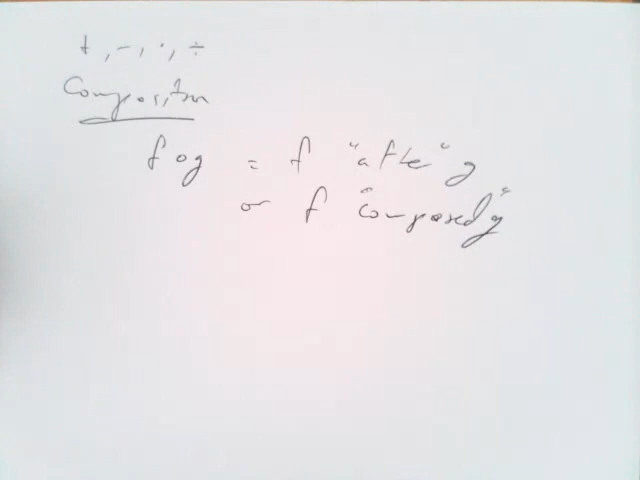 +, -, ·, ÷
Composition
f o g = f "after" g
or f "composed" g